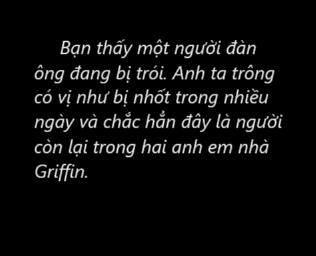 Bạn thấy một người đàn
ông đang bị trói. Anh ta trông
có vị như bị nhốt trong nhiều
ngày và chắc hẳn đây là người
còn lại trong hai anh em nhà
Griffin.